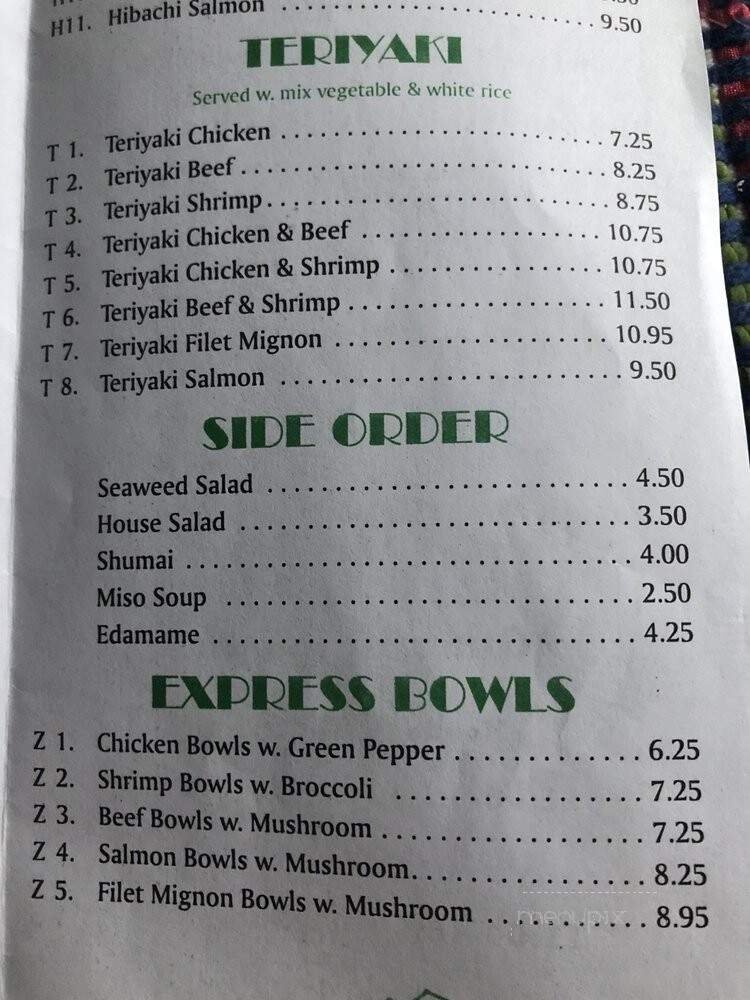 H11. Hibachi Salmon . . . . . . . . . . . . . . . . . . . . . . . . . . . . 9.50
TERIYAKI
Served w. mix vegetable & white rice
T 1. Teriyaki Chicken . . . . . . . . . . . . . . . . . . . . . . . . . . 7.25
T 2. Teriyaki Beef . . . . . . . . . . . . . . . . . . . . . . . . . . . . . 8.25
T 3. Teriyaki Shrimp . . . . . . . . . . . . . . . . . . . . . . . . . . . 8.75
T 4. Teriyaki Chicken & Beef . . . . . . . . . . . . . . . . . . . 10.75
T 5. Teriyaki Chicken & Shrimp . . . . . . . . . . . . . . . . . 10.75
T 6. Teriyaki Beef & Shrimp . . . . . . . . . . . . . . . . . . . . 11.50
T 7. Teriyaki Filet Mignon . . . . . . . . . . . . . . . . . . . . . 10.95
T 8. Teriyaki Salmon . . . . . . . . . . . . . . . . . . . . . . . . . . 9.50
SIDE ORDER
Seaweed Salad . . . . . . . . . . . . . . . . . . . . . . . . . . . . 4.50
House Salad . . . . . . . . . . . . . . . . . . . . . . . . . . . . . . 3.50
Shumai . . . . . . . . . . . . . . . . . . . . . . . . . . . . . . . . . . 4.00
Miso Soup . . . . . . . . . . . . . . . . . . . . . . . . . . . . . . . 2.50
Edamame . . . . . . . . . . . . . . . . . . . . . . . . . . . . . . . . 4.25
EXPRESS BOWLS
Z 1. Chicken Bowls w. Green Pepper . . . . . . . . . . . . . 6.25
Z 2. Shrimp Bowls w. Broccoli . . . . . . . . . . . . . . . . . . 7.25
Z 3. Beef Bowls w. Mushroom . . . . . . . . . . . . . . . . . . 7.25
Z 4. Salmon Bowls w. Mushroom . . . . . . . . . . . . . . . . 8.25
Z 5. Filet Mignon Bowls w. Mushroom . . . . . . . . . . . 8.95
menupix